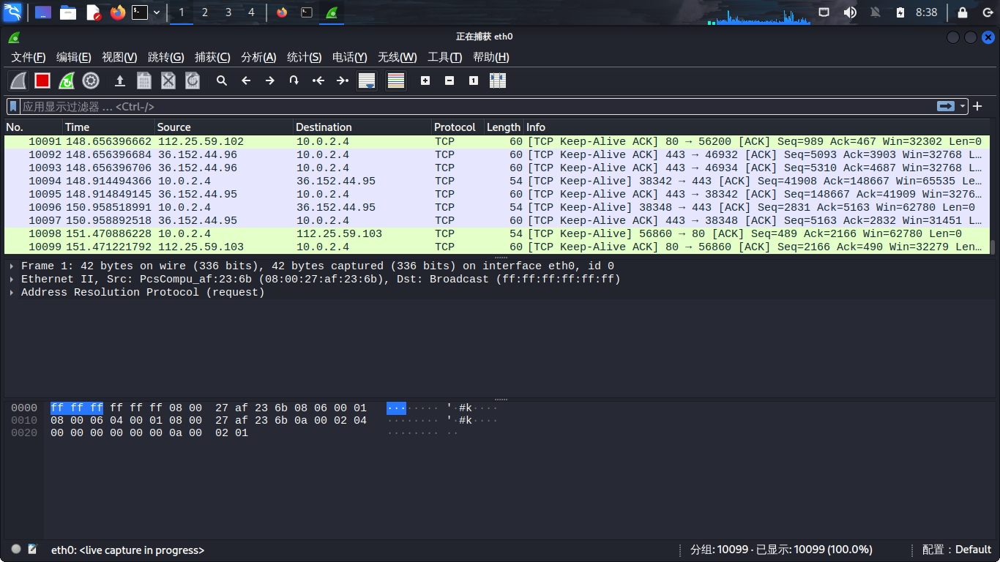 1 2 3 4 8:38
正在捕获 eth0
文件(F) 编辑(E) 视图(V) 跳转(G) 捕获(C) 分析(A) 统计(S) 电话(Y) 无线(W) 工具(T) 帮助(H)
应用显示过滤器 … <Ctrl-/>
No. Time Source Destination Protocol Length Info
10091 148.656396662 112.25.59.102 10.0.2.4 TCP 60 [TCP Keep-Alive ACK] 80 → 56200 [ACK] Seq=989 Ack=467 Win=32302 Len=0
10092 148.656396684 36.152.44.96 10.0.2.4 TCP 60 [TCP Keep-Alive ACK] 443 → 46932 [ACK] Seq=5093 Ack=3903 Win=32768 L…
10093 148.656396706 36.152.44.96 10.0.2.4 TCP 60 [TCP Keep-Alive ACK] 443 → 46934 [ACK] Seq=5310 Ack=4687 Win=32768 L…
10094 148.914494366 10.0.2.4 36.152.44.95 TCP 54 [TCP Keep-Alive] 38342 → 443 [ACK] Seq=41908 Ack=148667 Win=65535 Le…
10095 148.914849145 36.152.44.95 10.0.2.4 TCP 60 [TCP Keep-Alive ACK] 443 → 38342 [ACK] Seq=148667 Ack=41909 Win=3276…
10096 150.958518991 10.0.2.4 36.152.44.95 TCP 54 [TCP Keep-Alive] 38348 → 443 [ACK] Seq=2831 Ack=5163 Win=62780 Len=0
10097 150.958892518 36.152.44.95 10.0.2.4 TCP 60 [TCP Keep-Alive ACK] 443 → 38348 [ACK] Seq=5163 Ack=2832 Win=31451 L…
10098 151.470886228 10.0.2.4 112.25.59.103 TCP 54 [TCP Keep-Alive] 56860 → 80 [ACK] Seq=489 Ack=2166 Win=62780 Len=0
10099 151.471221792 112.25.59.103 10.0.2.4 TCP 60 [TCP Keep-Alive ACK] 80 → 56860 [ACK] Seq=2166 Ack=490 Win=32279 Len…
Frame 1: 42 bytes on wire (336 bits), 42 bytes captured (336 bits) on interface eth0, id 0
Ethernet II, Src: PcsCompu_af:23:6b (08:00:27:af:23:6b), Dst: Broadcast (ff:ff:ff:ff:ff:ff)
Address Resolution Protocol (request)
0000 ff ff ff ff ff ff 08 00 27 af 23 6b 08 06 00 01 ········ '·#k····
0010 08 00 06 04 00 01 08 00 27 af 23 6b 0a 00 02 04 ········ '·#k····
0020 00 00 00 00 00 00 0a 00 02 01 ········ ··
eth0: <live capture in progress> 分组: 10099 · 已显示: 10099 (100.0%) 配置：Default